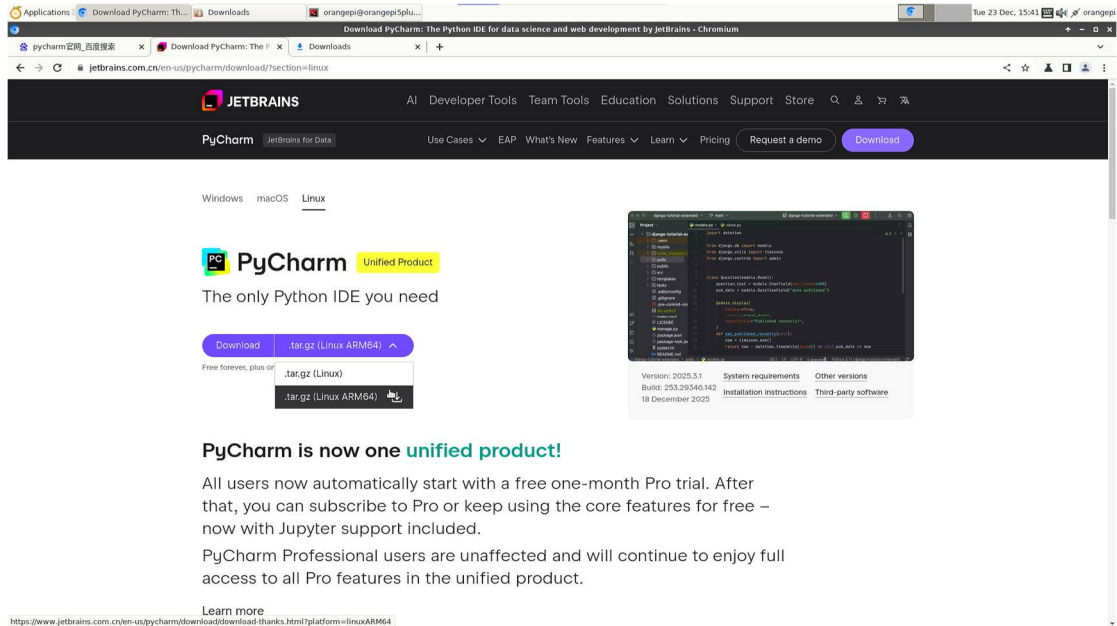 Applications
Download PyCharm: Th...
Downloads
orangepi@orangepi5plu...
Tue 23 Dec, 15:41
orangepi
Download PyCharm: The Python IDE for data science and web development by JetBrains - Chromium
pycharm官网_百度搜索
Download PyCharm: The P
Downloads
jetbrains.com.cn/en-us/pycharm/download/?section=linux
JETBRAINS
AI Developer Tools Team Tools Education Solutions Support Store
PyCharm
JetBrains for Data
Use Cases EAP What's New Features Learn Pricing
Request a demo
Download
Windows macOS Linux
PC
PyCharm
Unified Product
The only Python IDE you need
Download
.tar.gz (Linux ARM64)
Free forever, plus or
.tar.gz (Linux)
.tar.gz (Linux ARM64)
Version: 2025.3.1
Build: 253.29346.142
18 December 2025
System requirements
Other versions
Installation instructions
Third-party software
PyCharm is now one unified product!
All users now automatically start with a free one-month Pro trial. After
that, you can subscribe to Pro or keep using the core features for free –
now with Jupyter support included.
PyCharm Professional users are unaffected and will continue to enjoy full
access to all Pro features in the unified product.
Learn more
https://www.jetbrains.com.cn/en-us/pycharm/download/download-thanks.html?platform=linuxARM64